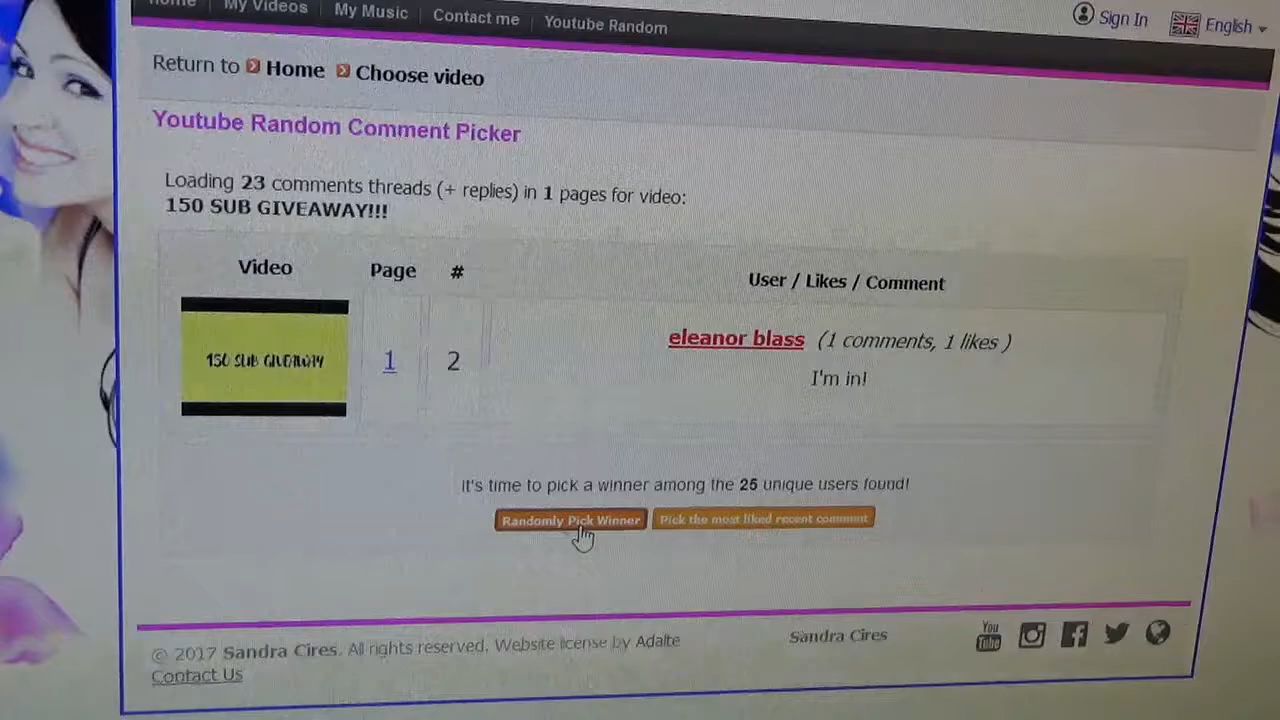 Home My Videos My Music Contact me Youtube Random Sign In English
Return to Home Choose video
Youtube Random Comment Picker
Loading 23 comments threads (+ replies) in 1 pages for video:
150 SUB GIVEAWAY!!!
Video Page # User / Likes / Comment
150 SUB GIVEAWAY 1 2 eleanor blass (1 comments, 1 likes )
I'm in!
It's time to pick a winner among the 25 unique users found!
Randomly Pick Winner Pick the most liked recent comment
© 2017 Sandra Cires. All rights reserved. Website license by Adalte Sandra Cires You Tube
Contact Us